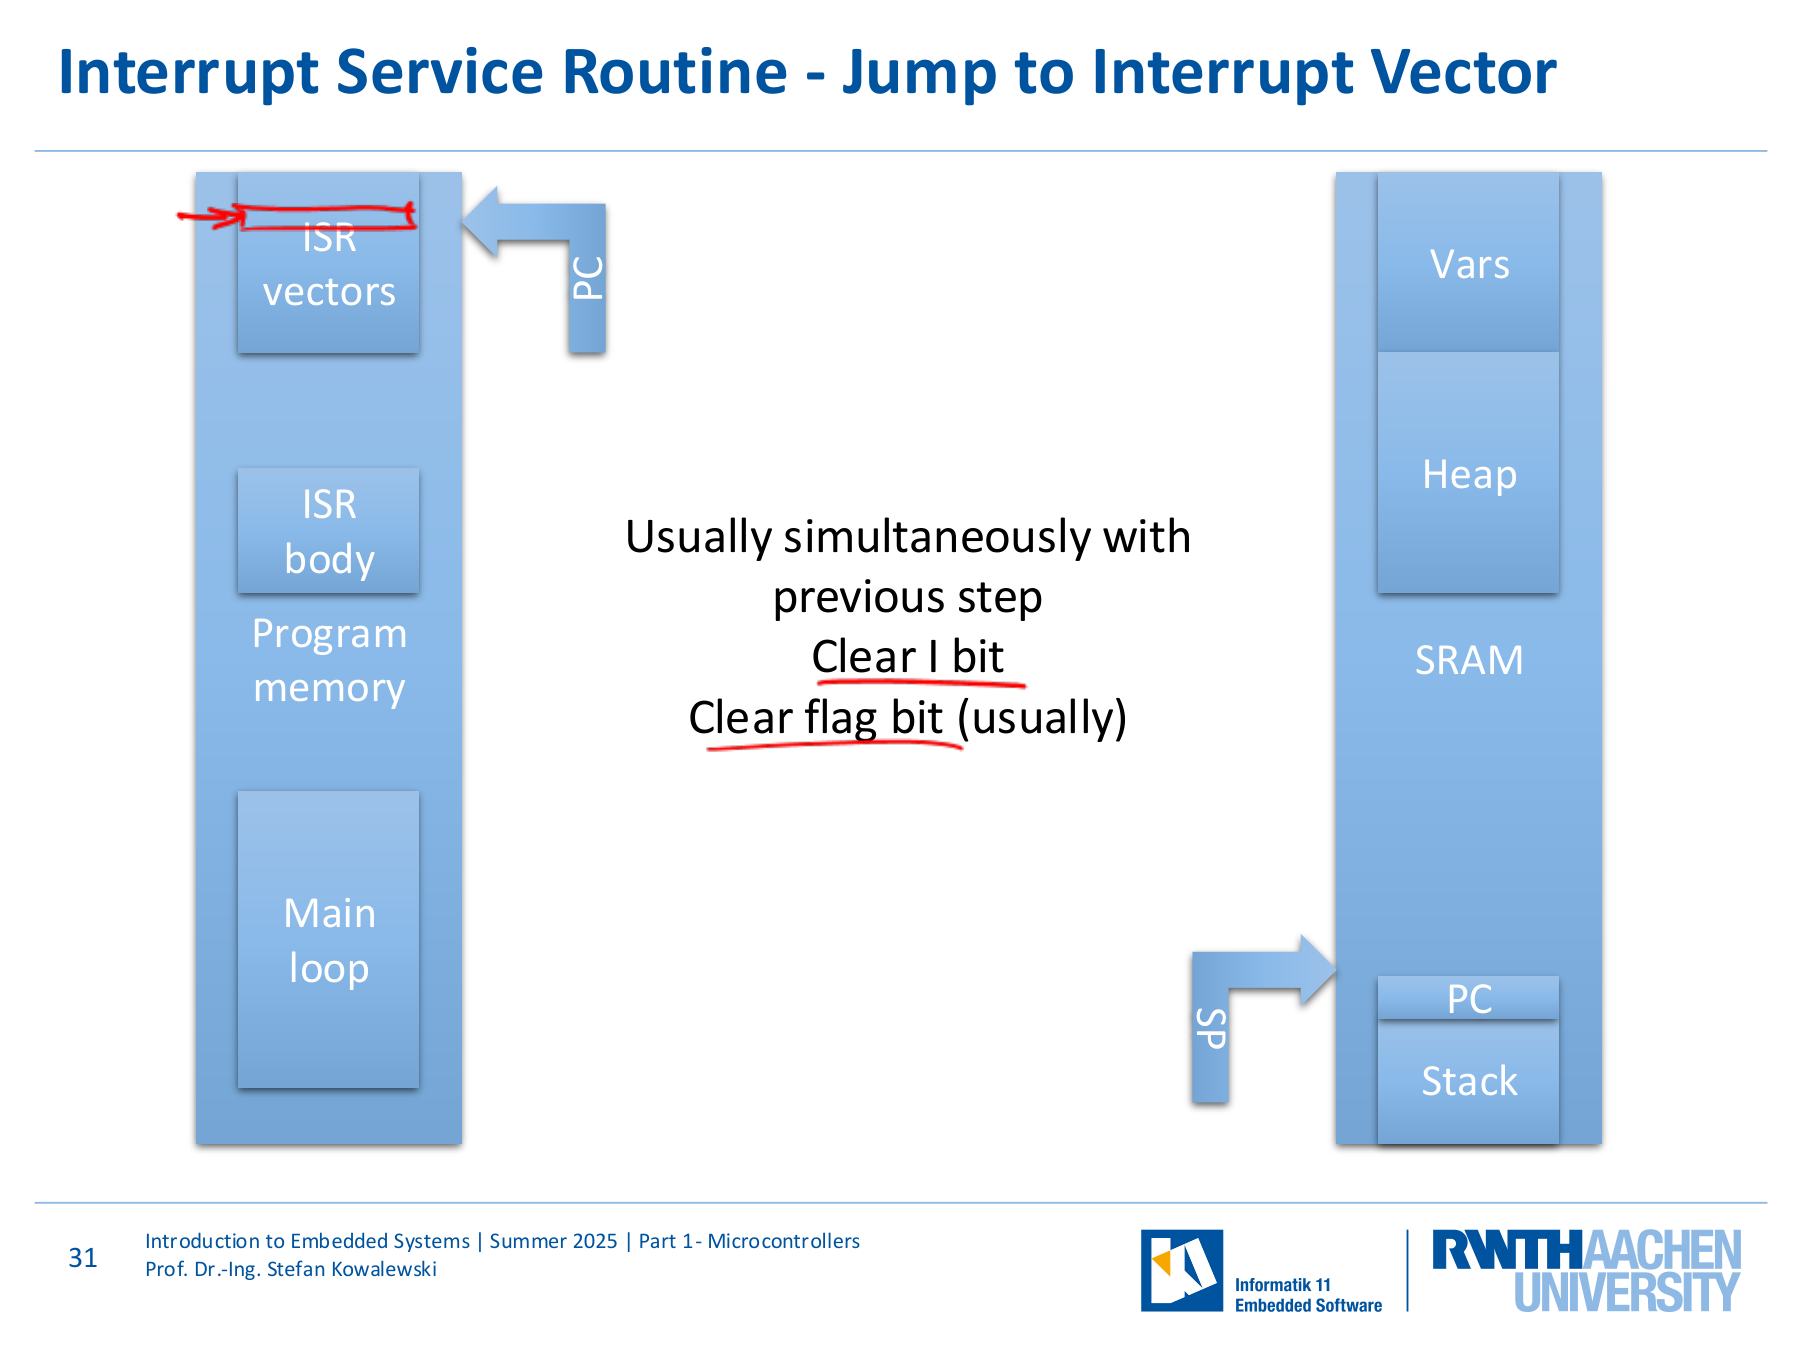 Interrupt Service Routine - Jump to Interrupt Vector
ISR
vectors
PC
ISR
body
Program
memory
Main
loop
Usually simultaneously with
previous step
Clear I bit
Clear flag bit (usually)
Vars
Heap
SRAM
SP
PC
Stack
31
Introduction to Embedded Systems | Summer 2025 | Part 1- Microcontrollers
Prof. Dr.-Ing. Stefan Kowalewski
Informatik 11
Embedded Software
RWTHAACHEN
UNIVERSITY